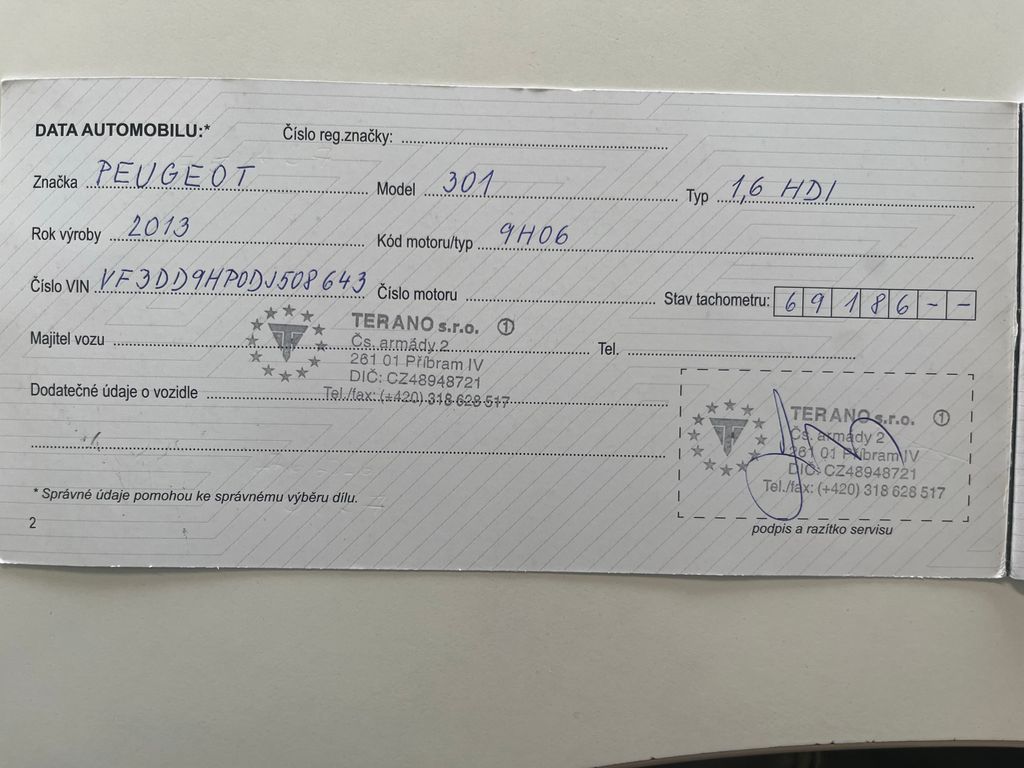 DATA AUTOMOBILU:* Číslo reg.značky:
Značka PEUGEOT Model 301 Typ 1,6 HDI
Rok výroby 2013 Kód motoru/typ 9H06
Číslo VIN VF3DD9HP0DJ508643 Číslo motoru Stav tachometru: 69186--
Majitel vozu Tel.
TERANO s.r.o. 1
Čs. armády 2
261 01 Příbram IV
DIČ: CZ48948721
Tel./fax: (+420) 318 628 517
Dodatečné údaje o vozidle
TERANO s.r.o. 1
Čs. armády 2
261 01 Příbram IV
DIČ: CZ48948721
Tel./fax: (+420) 318 628 517
* Správné údaje pomohou ke správnému výběru dílu.
2
podpis a razítko servisu